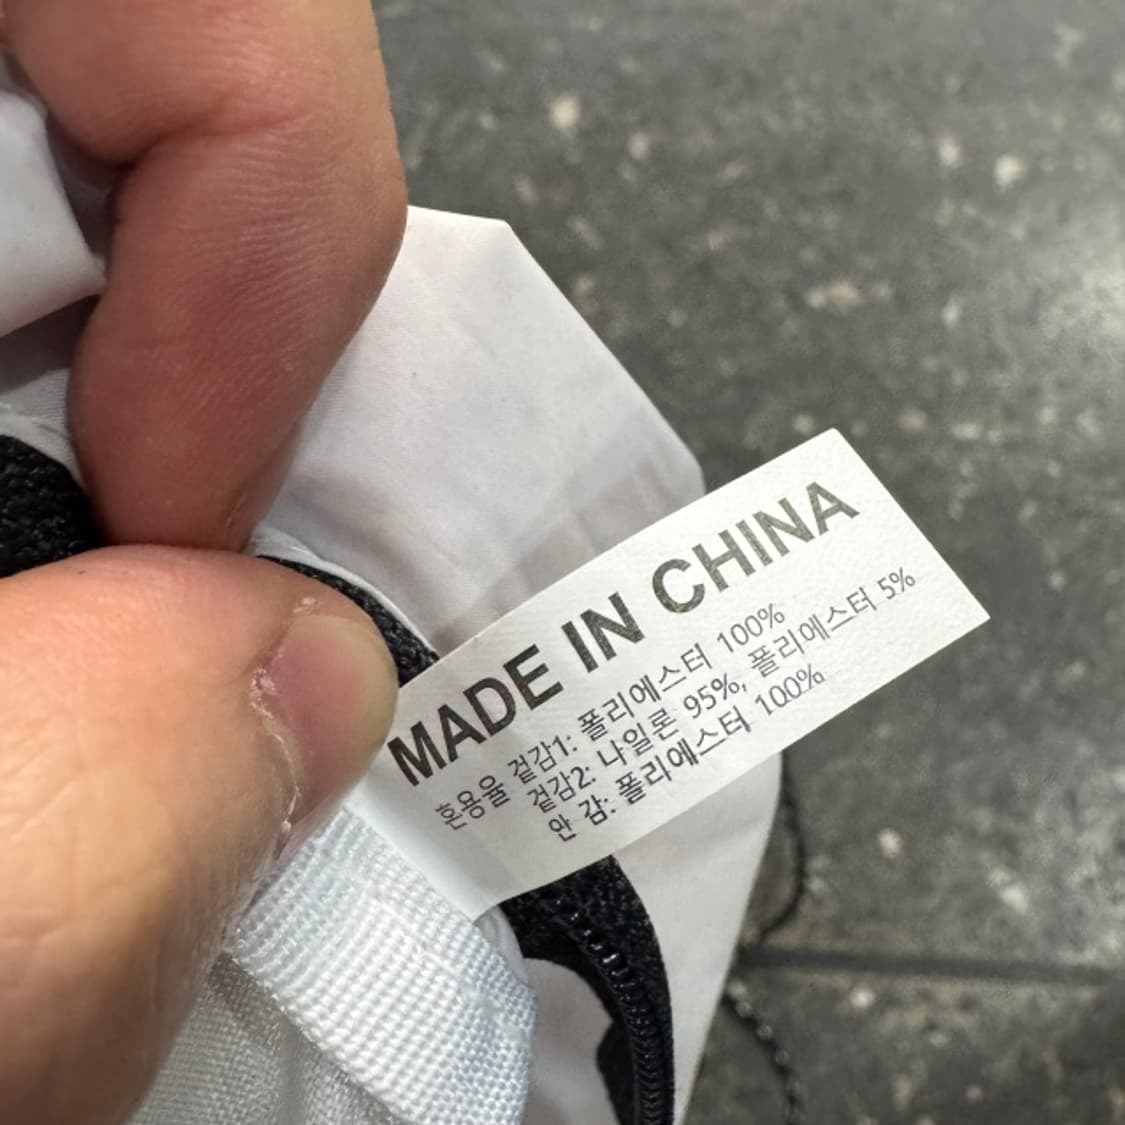 MADE IN CHINA
혼용율 겉감1: 폴리에스터 100%
겉감2: 나일론 95%, 폴리에스터 5%
안 감: 폴리에스터 100%